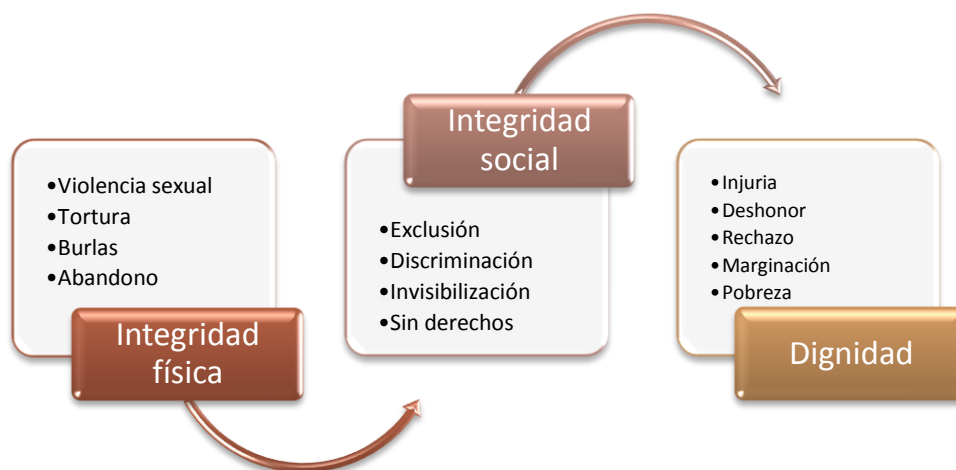 •Violencia sexual
•Tortura
•Burlas
•Abandono
Integridad
física
Integridad
social
•Exclusión
•Discriminación
•Invisibilización
•Sin derechos
•Injuria
•Deshonor
•Rechazo
•Marginación
•Pobreza
Dignidad